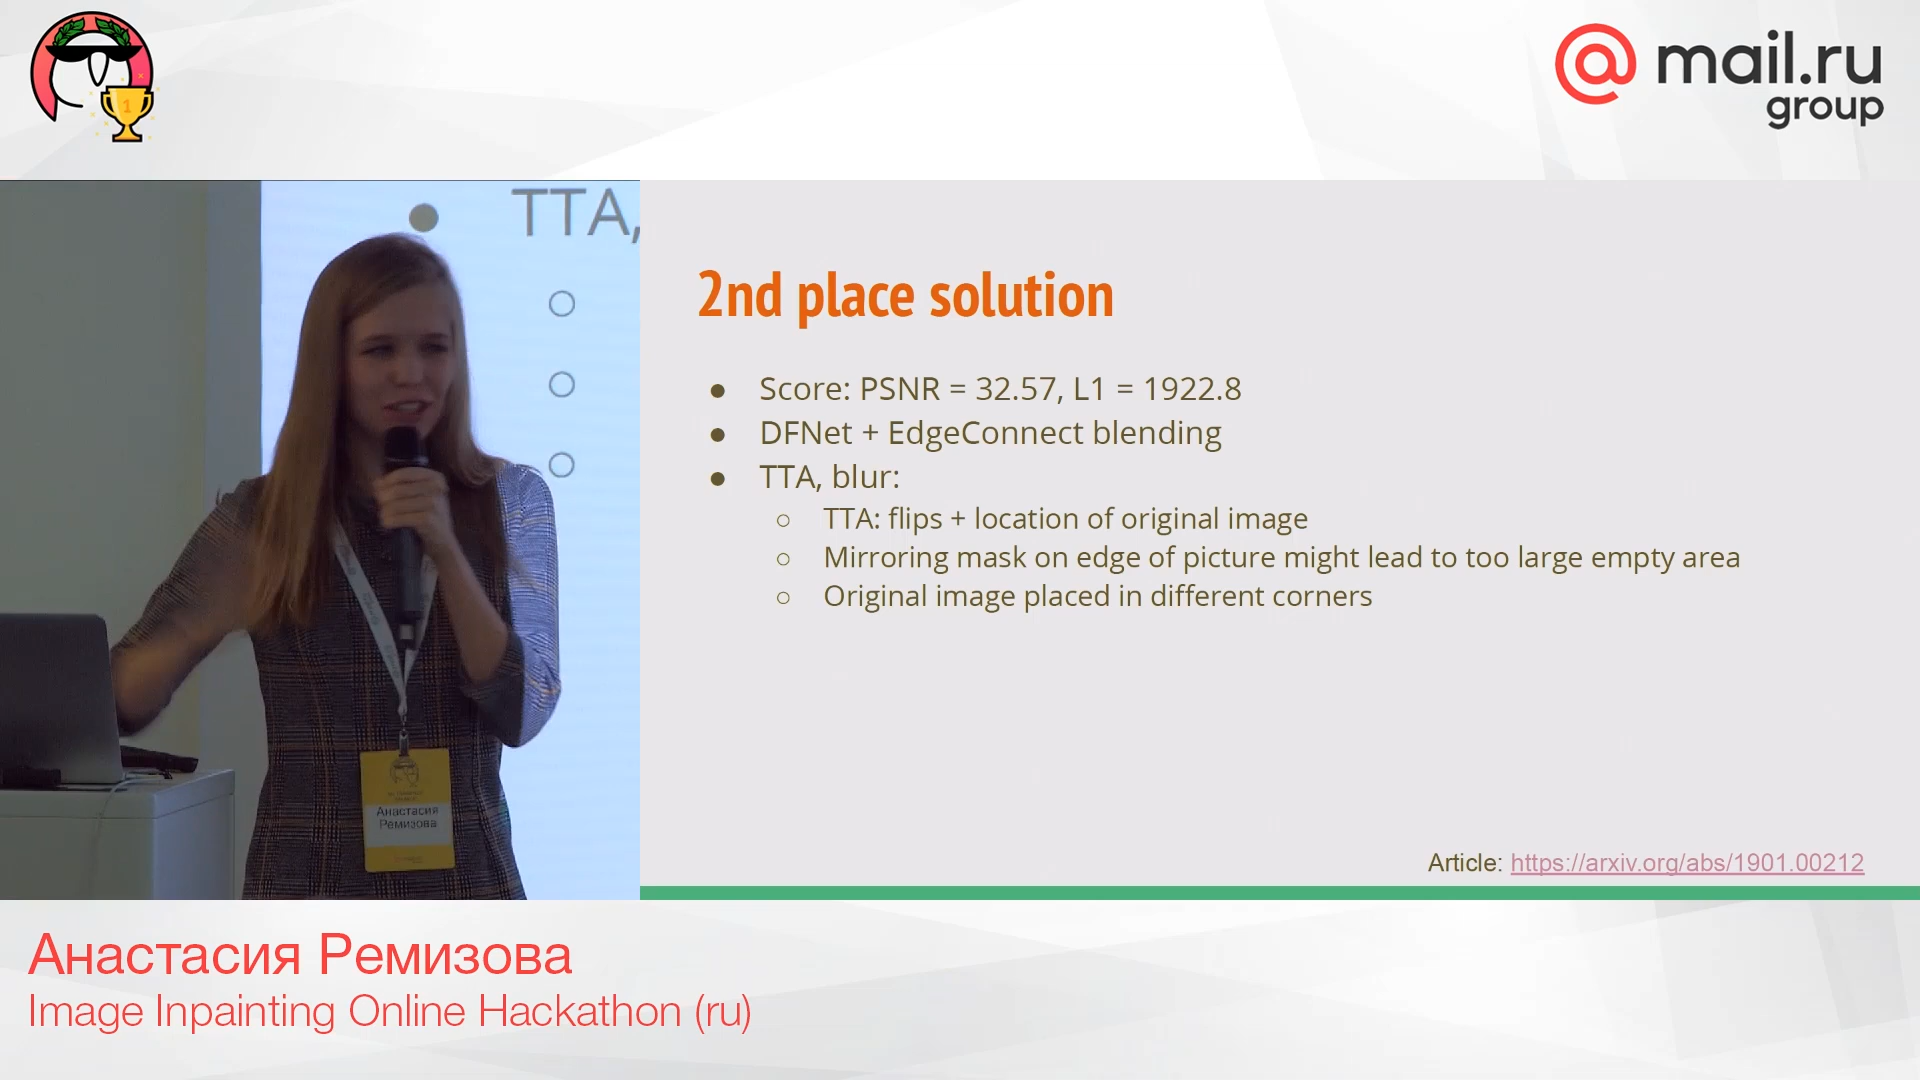 @mail.ru
group
1
TTA,
2nd place solution
● Score: PSNR = 32.57, L1 = 1922.8
● DFNet + EdgeConnect blending
● TTA, blur:
○ TTA: flips + location of original image
○ Mirroring mask on edge of picture might lead to too large empty area
○ Original image placed in different corners
Анастасия
Ремизова
Article: https://arxiv.org/abs/1901.00212
Анастасия Ремизова
Image Inpainting Online Hackathon (ru)